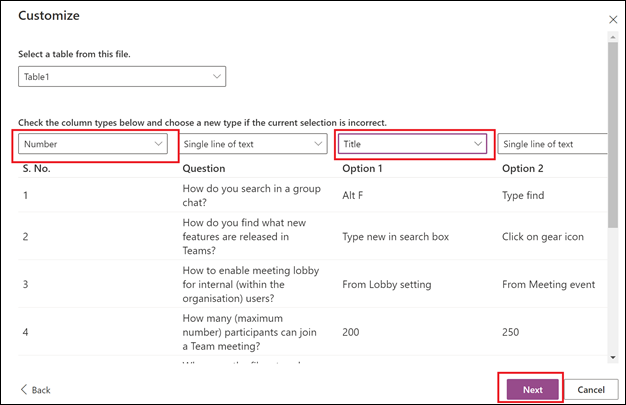 Customize
Select a table from this file.
Table1
Check the column types below and choose a new type if the current selection is incorrect.
Number Single line of text Title Single line of text
S. No. Question Option 1 Option 2
How do you search in a group
1 chat? Alt F Type find
How do you find what new
2 features are released in Type new in search box Click on gear icon
Teams?
How to enable meeting lobby
3 for internal (within the From Lobby setting From Meeting event
organisation) users?
How many (maximum
4 number) participants can join 200 250
a Team meeting?
Back Next Cancel